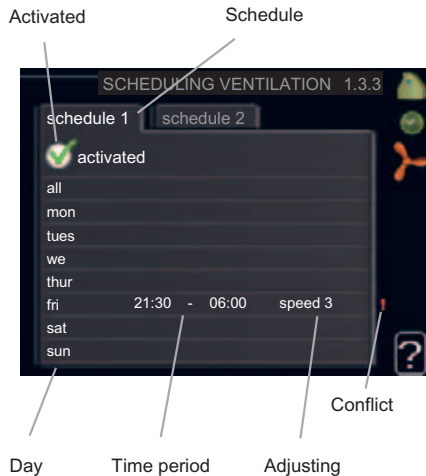 Activated Schedule
SCHEDULING VENTILATION 1.3.3
schedule 1 schedule 2
activated
all
mon
tues
we
thur
fri 21:30 - 06:00 speed 3 !
sat
sun
?
Conflict
Day Time period Adjusting